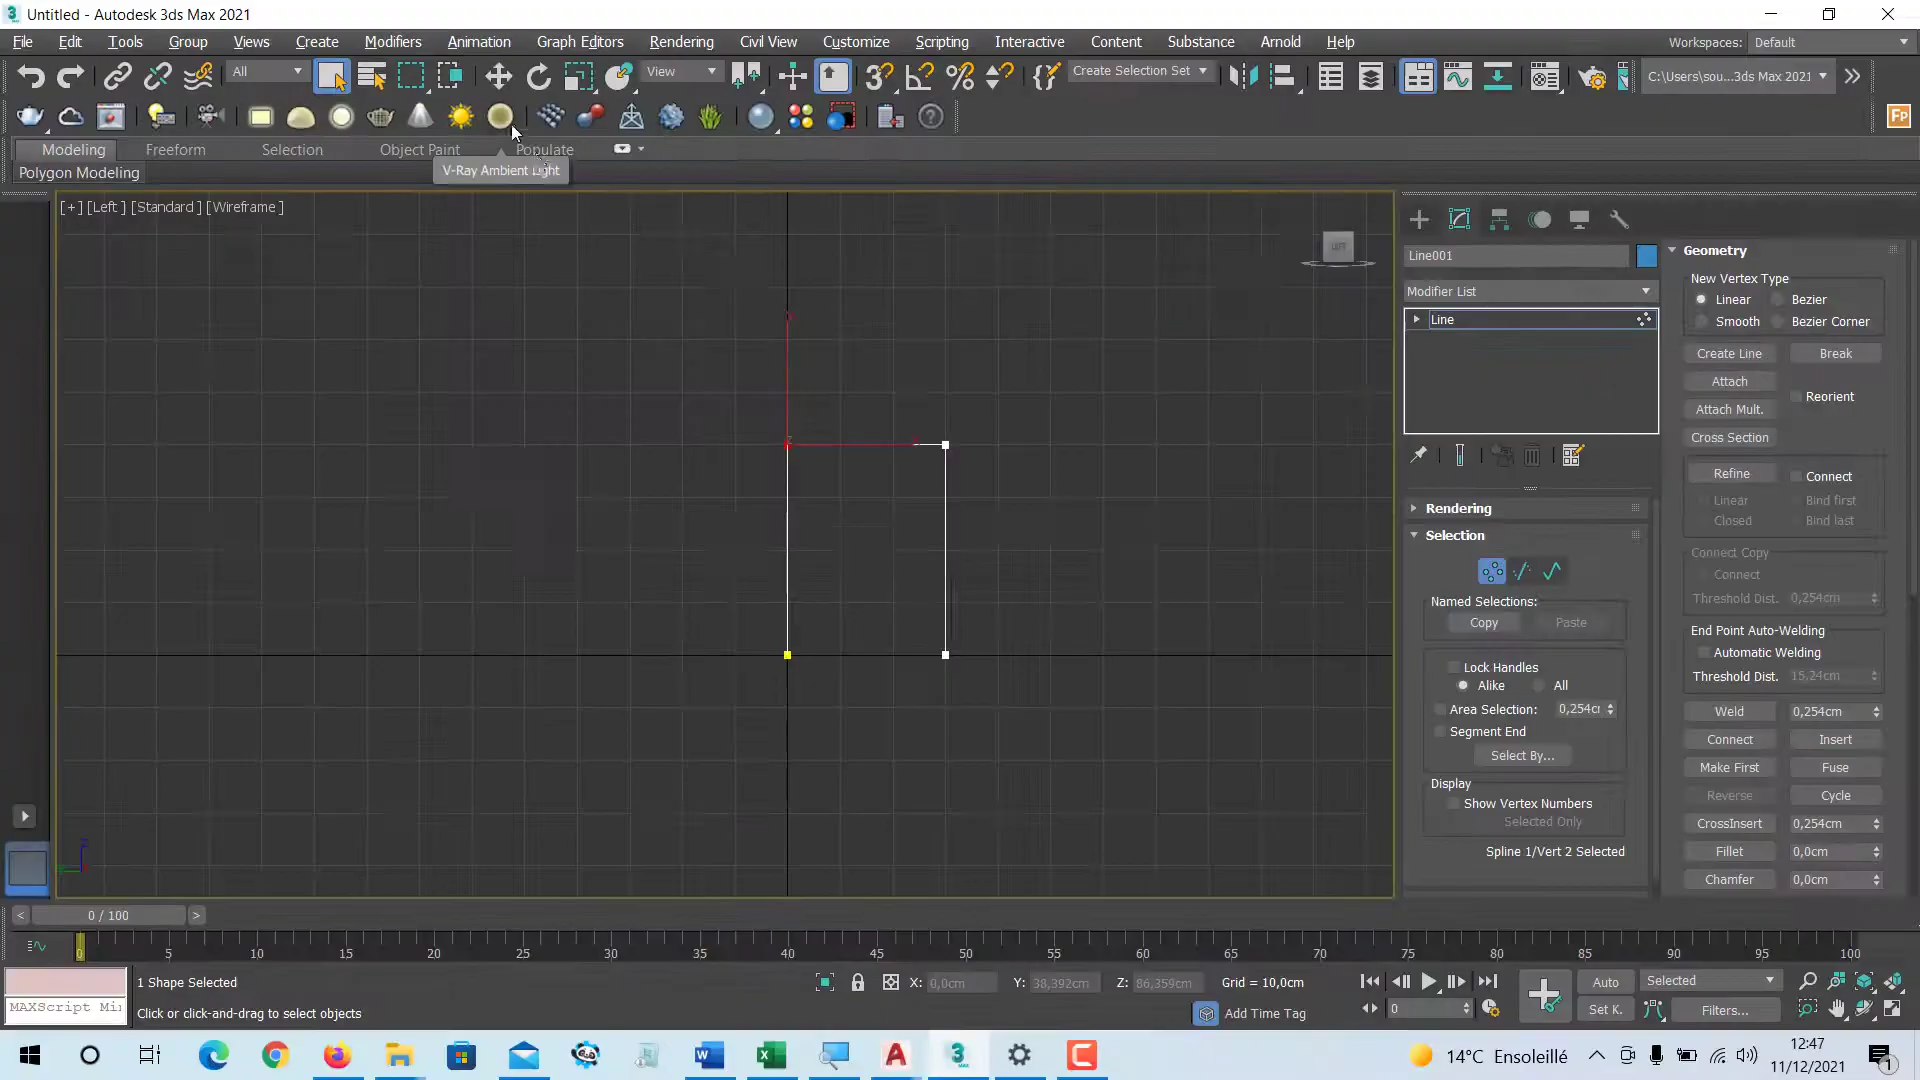 Untitled - Autodesk 3ds Max 2021
File Edit Tools Group Views Create Modifiers Animation Graph Editors Rendering Civil View Customize Scripting Interactive Content Substance Arnold Help
Workspaces: Default
All
View
Create Selection Set
C:\Users\sou...3ds Max 2021
Modeling Freeform Selection Object Paint Populate
V-Ray Ambient Light
Polygon Modeling
[+] [Left ] [Standard ] [Wireframe ]
LEFT
Line001
Modifier List
Line
Rendering
Selection
Named Selections:
Copy Paste
Lock Handles
Alike All
Area Selection: 0,254cr
Segment End
Select By...
Display
Show Vertex Numbers
Selected Only
Spline 1/Vert 2 Selected
Geometry
New Vertex Type
Linear Bezier
Smooth Bezier Corner
Create Line Break
Attach
Reorient
Attach Mult.
Cross Section
Refine Connect
Linear Bind first
Closed Bind last
Connect Copy
Connect
Threshold Dist. 0,254cm
End Point Auto-Welding
Automatic Welding
Threshold Dist. 15,24cm
Weld 0,254cm
Connect Insert
Make First Fuse
Reverse Cycle
CrossInsert 0,254cm
Fillet 0,0cm
Chamfer 0,0cm
< 0 / 100 >
0 5 10 15 20 25 30 35 40 45 50 55 60 65 70 75 80 85 90 95 100
1 Shape Selected
X: 0,0cm Y: 38,392cm Z: 86,359cm Grid = 10,0cm
Auto Selected
MAXScript Mi
Click or click-and-drag to select objects
Add Time Tag
0
Set K. Filters...
14°C Ensoleillé
12:47
11/12/2021
1